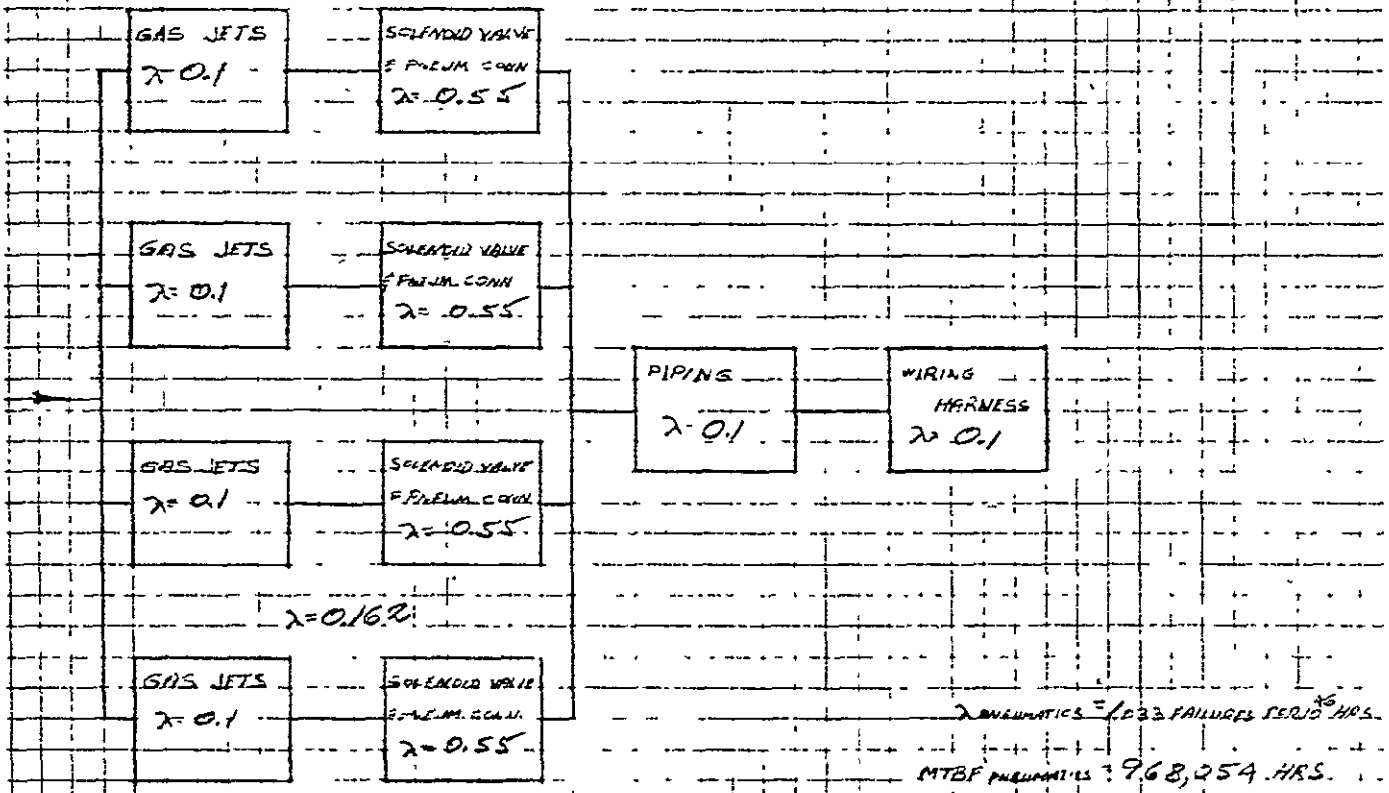 GAS JETS
λ=0.1
SOLENOID VALVE
& PNEUM CONN
λ=0.55
GAS JETS
λ=0.1
SOLENOID VALVE
& PNEUM. CONN
λ=0.55
PIPING
λ=0.1
WIRING
HARNESS
λ=0.1
GAS JETS
λ=0.1
SOLENOID VALVE
& PNEUM. CONN
λ=0.55
λ=0.162
GAS JETS
λ=0.1
SOLENOID VALVE
& PNEUM. CONN.
λ=0.55
λ PNEUMATICS = 1.033 FAILURES PER 10⁶ HRS.
MTBF PNEUMATICS = 968,054 HRS.